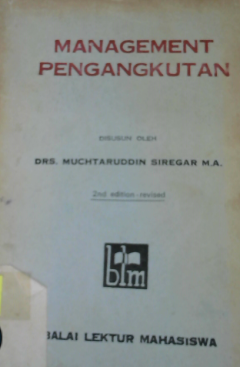 MANAGEMENT
PENGANGKUTAN
DISUSUN OLEH
DRS. MUCHTARUDDIN SIREGAR M.A.
2nd edition-revised
blm
BALAI LEKTUR MAHASISWA